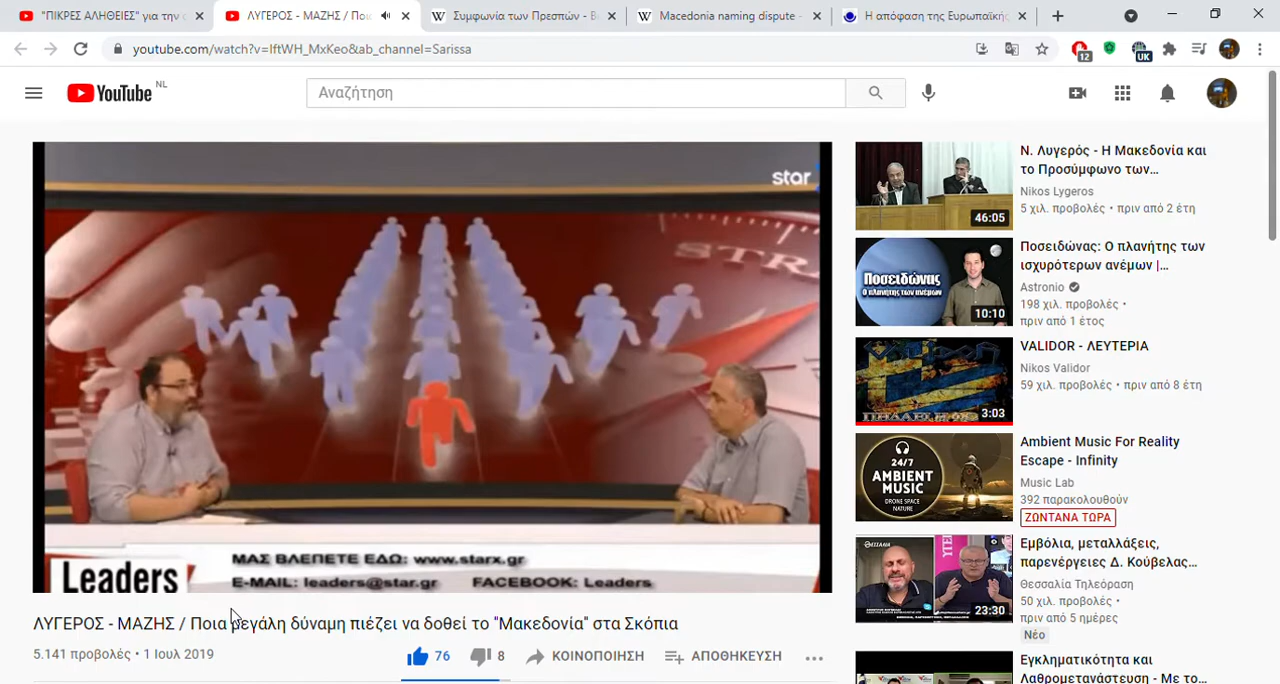 "ΠΙΚΡΕΣ ΑΛΗΘΕΙΕΣ" για την
ΛΥΓΕΡΟΣ - ΜΑΖΗΣ / Ποι
Συμφωνία των Πρεσπών -
Macedonia naming dispute -
Η απόφαση της Ευρωπαϊκής
youtube.com/watch?v=IftWH_MxKeo&ab_channel=Sarissa
12
UK
YouTube NL
Αναζήτηση
star
STRA
ΜΑΣ ΒΛΕΠΕΤΕ ΕΔΩ: www.starx.gr
Leaders
E-MAIL: leaders@star.gr FACEBOOK: Leaders
ΛΥΓΕΡΟΣ - ΜΑΖΗΣ / Ποια μεγάλη δύναμη πιέζει να δοθεί το "Μακεδονία" στα Σκόπια
5.141 προβολές • 1 Ιουλ 2019
76
8
ΚΟΙΝΟΠΟΙΗΣΗ
ΑΠΟΘΗΚΕΥΣΗ
46:05
Ν. Λυγερός - Η Μακεδονία και
το Προσύμφωνο των...
Nikos Lygeros
5 χιλ. προβολές • πριν από 2 έτη
Ποσειδώνας
Ο πλανήτης των ανέμων
10:10
Ποσειδώνας: Ο πλανήτης των
ισχυρότερων ανέμων |...
Astronio
198 χιλ. προβολές •
πριν από 1 έτος
3:03
VALIDOR - ΛΕΥΤΕΡΙΑ
Nikos Validor
59 χιλ. προβολές • πριν από 8 έτη
24/7
AMBIENT
MUSIC
DRONE SPACE
NATURE
Ambient Music For Reality
Escape - Infinity
Music Lab
392 παρακολουθούν
ΖΩΝΤΑΝΑ ΤΩΡΑ
ΘΕΣΣΑΛΙΑ
23:30
Εμβόλια, μεταλλάξεις,
παρενέργειες Δ. Κούβελας...
Θεσσαλία Τηλεόραση
50 χιλ. προβολές •
πριν από 5 ημέρες
Νέο
Εγκληματικότητα και
Λαθρομετανάστευση - Με το...